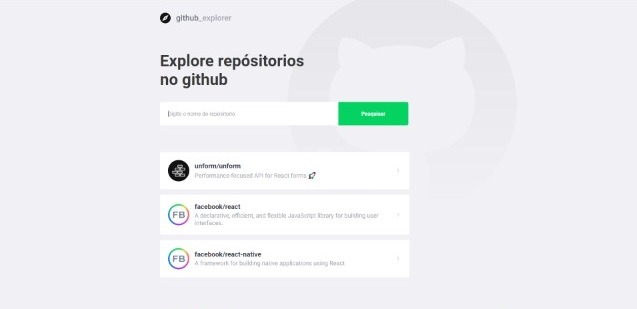 github_explorer
Explore repósitorios
no github
Digite o nome do repositório
Pesquisar
unform/unform
Performance-focused API for React forms 🚀
FB
facebook/react
A declarative, efficient, and flexible JavaScript library for building user
interfaces.
FB
facebook/react-native
A framework for building native applications using React